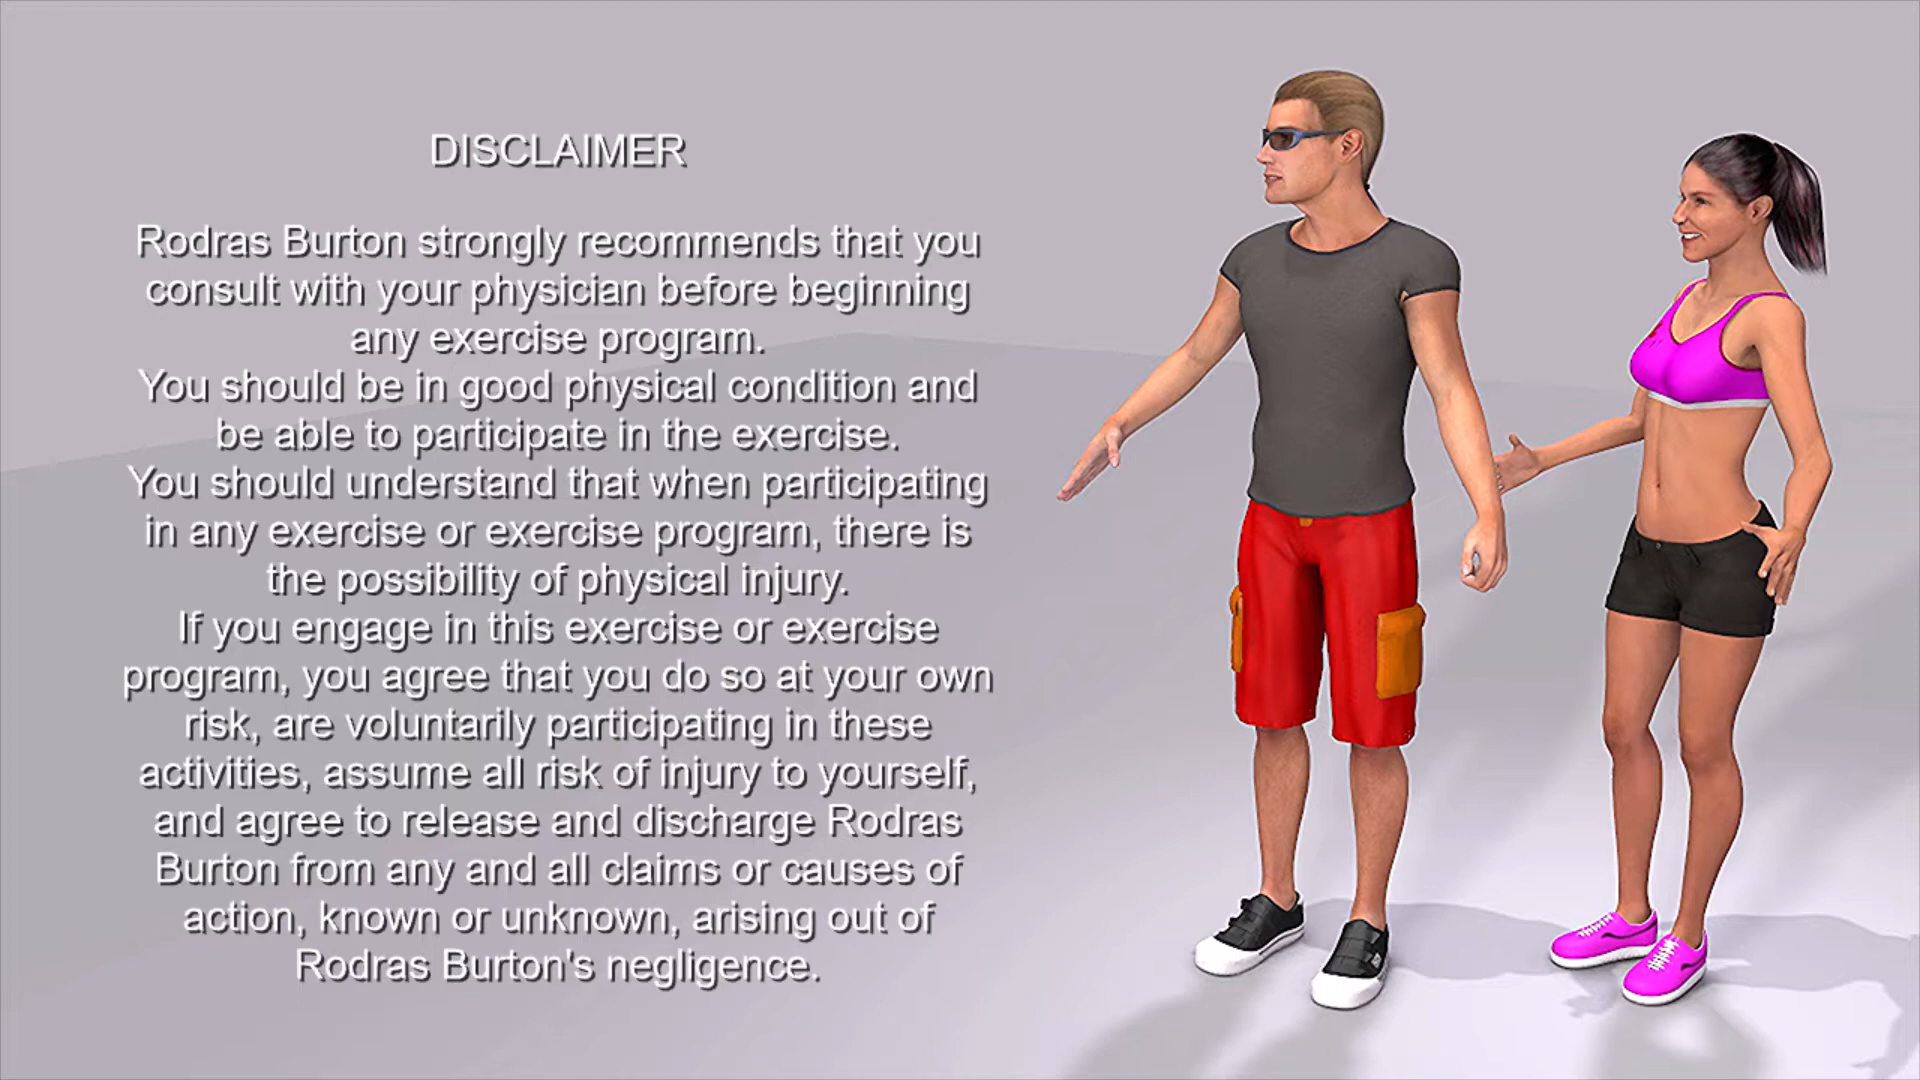 DISCLAIMER
Rodras Burton strongly recommends that you
consult with your physician before beginning
any exercise program.
You should be in good physical condition and
be able to participate in the exercise.
You should understand that when participating
in any exercise or exercise program, there is
the possibility of physical injury.
If you engage in this exercise or exercise
program, you agree that you do so at your own
risk, are voluntarily participating in these
activities, assume all risk of injury to yourself,
and agree to release and discharge Rodras
Burton from any and all claims or causes of
action, known or unknown, arising out of
Rodras Burton's negligence.